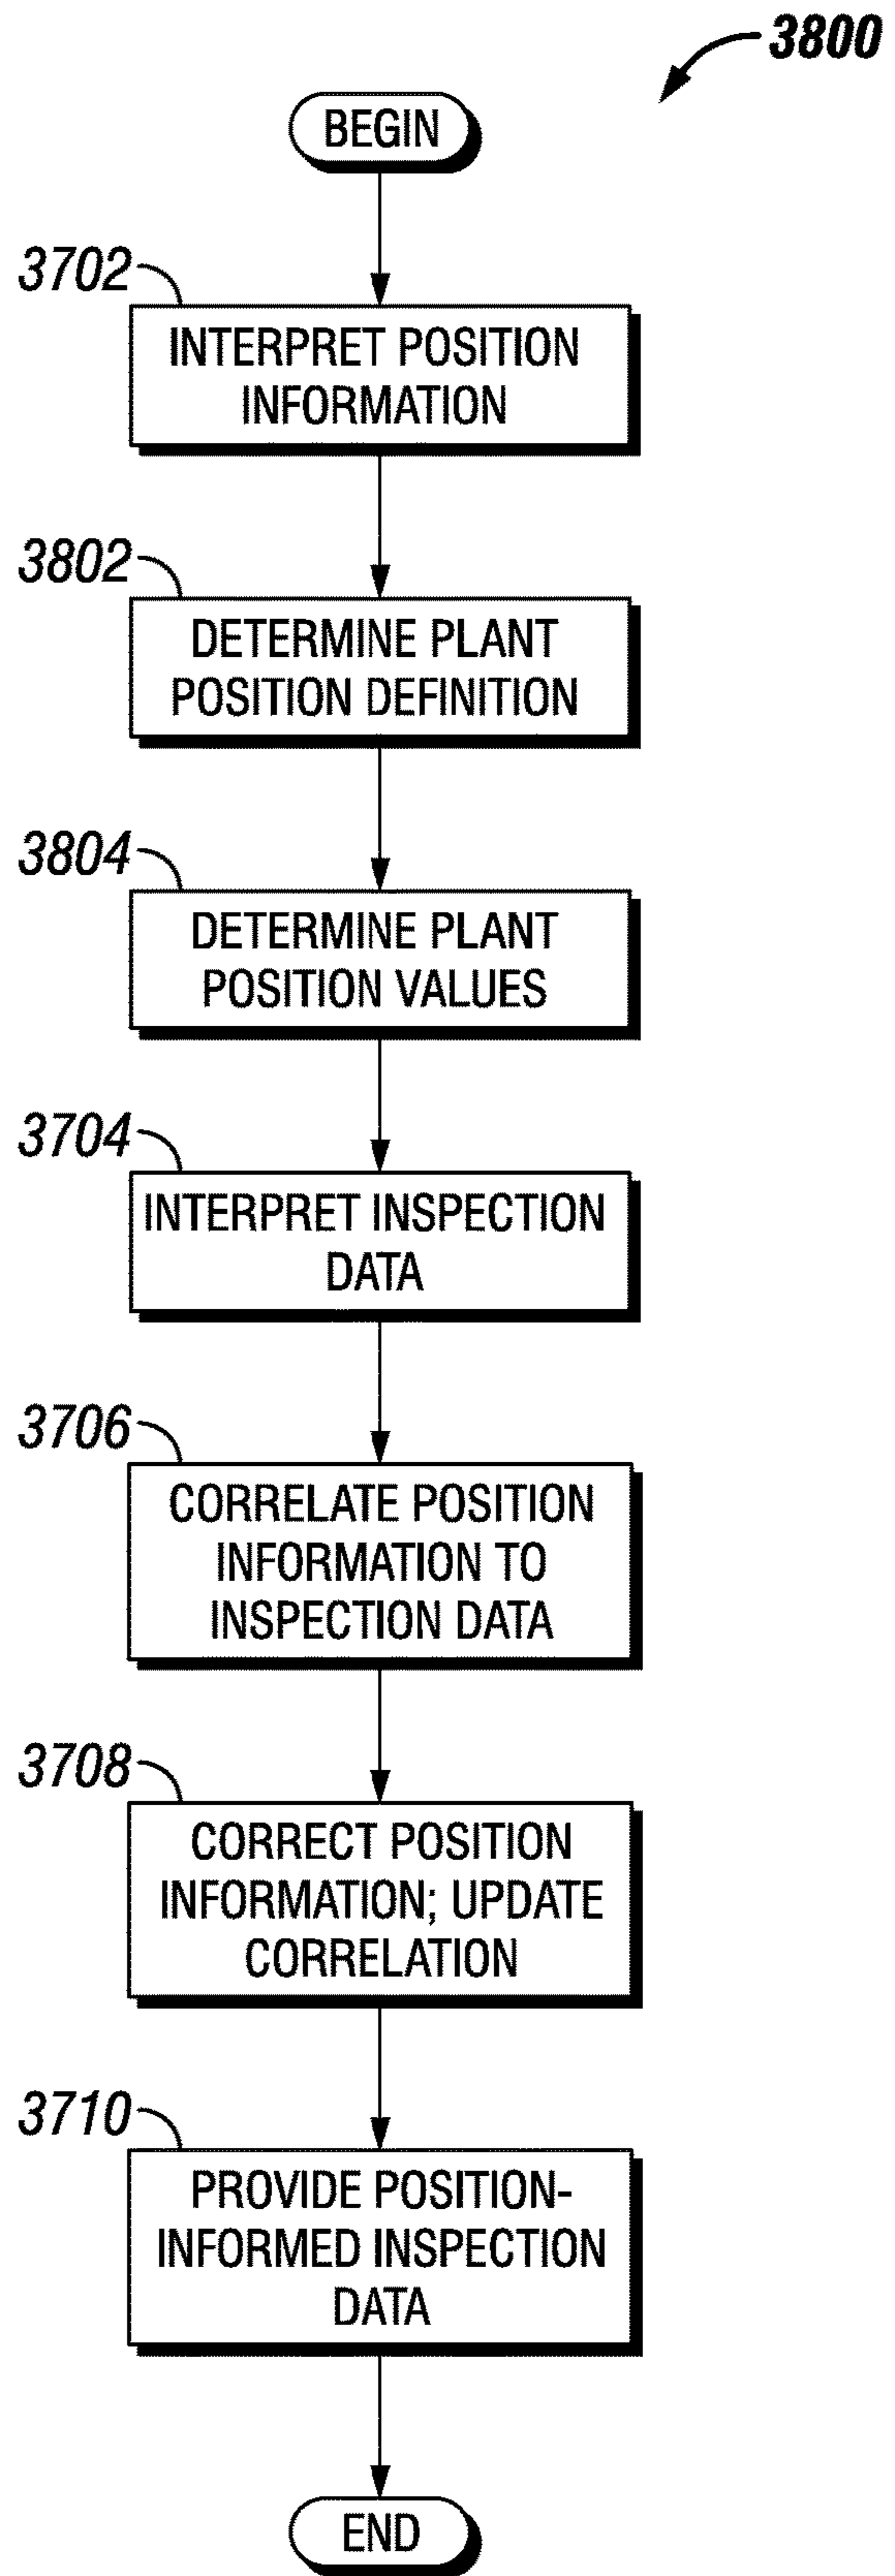 3800
BEGIN
3702
INTERPRET POSITION
INFORMATION
3802
DETERMINE PLANT
POSITION DEFINITION
3804
DETERMINE PLANT
POSITION VALUES
3704
INTERPRET INSPECTION
DATA
3706
CORRELATE POSITION
INFORMATION TO
INSPECTION DATA
3708
CORRECT POSITION
INFORMATION; UPDATE
CORRELATION
3710
PROVIDE POSITION-
INFORMED INSPECTION
DATA
END